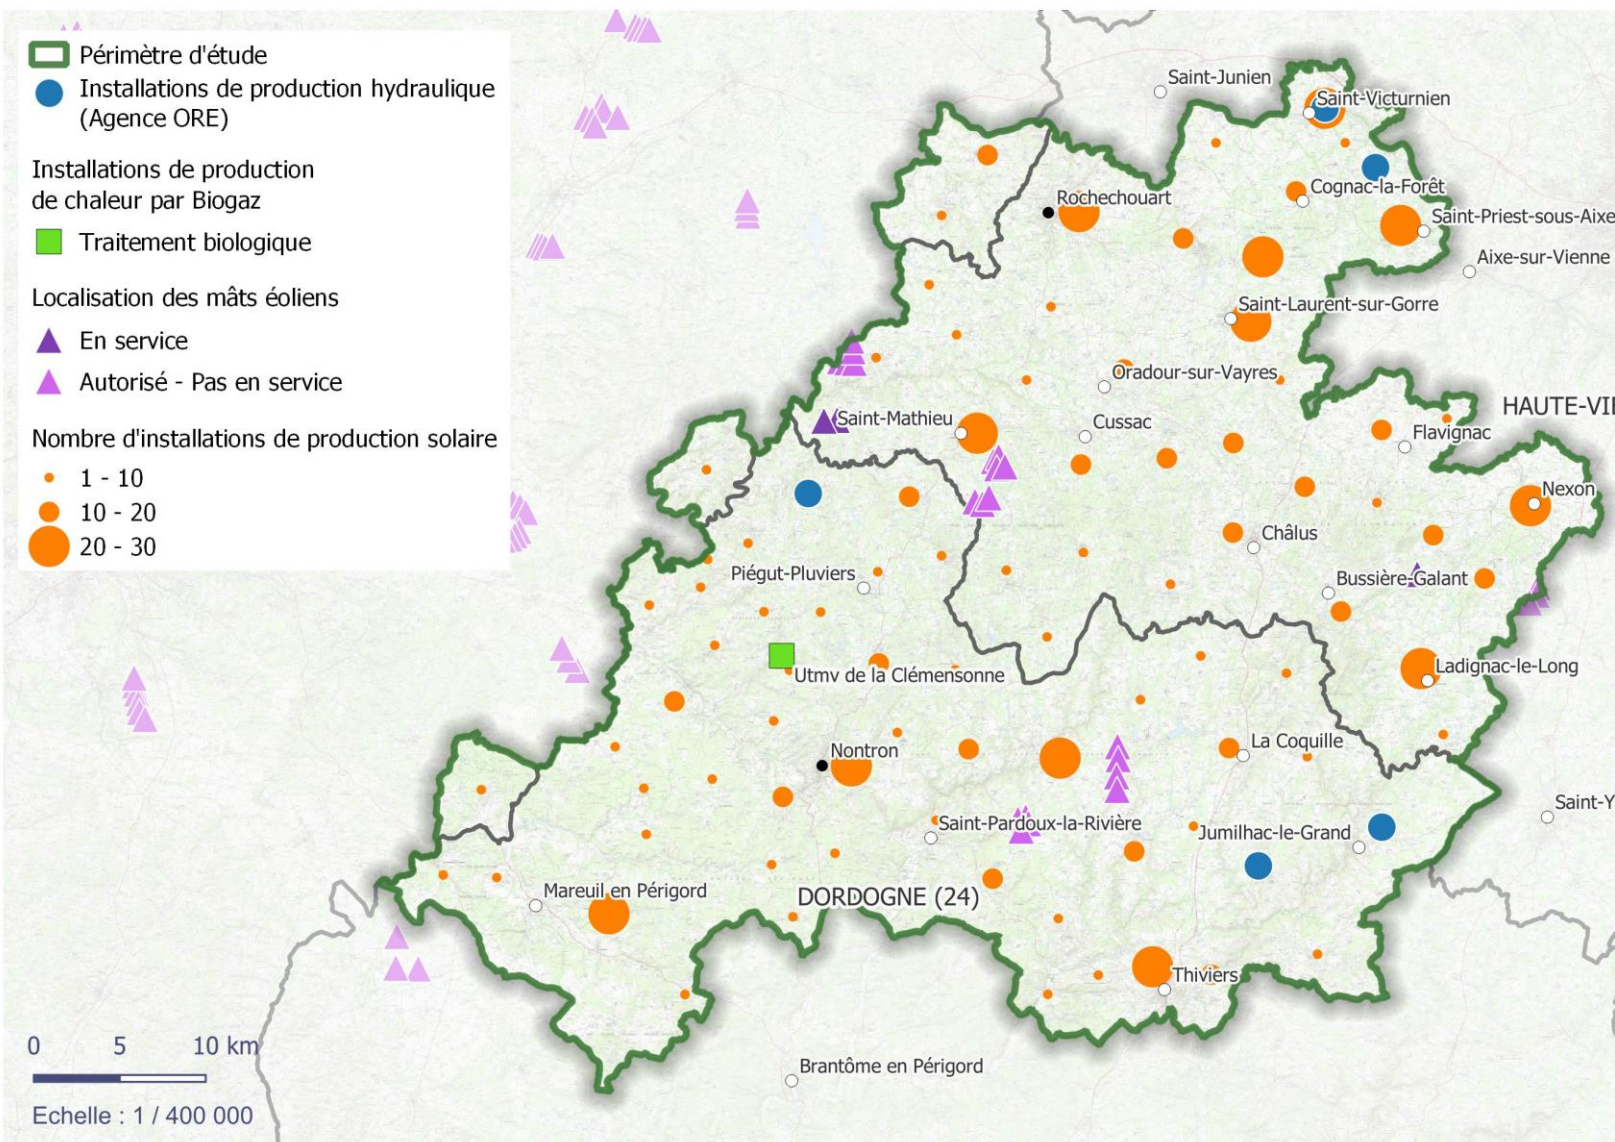 Périmètre d'étude
Installations de production hydraulique
(Agence ORE)
Installations de production
de chaleur par Biogaz
Traitement biologique
Localisation des mâts éoliens
En service
Autorisé - Pas en service
Nombre d'installations de production solaire
1 - 10
10 - 20
20 - 30
Saint-Junien
Saint-Victurnien
Cognac-la-Forêt
Rochechouart
Saint-Priest-sous-Aixe
Aixe-sur-Vienne
Saint-Laurent-sur-Gorre
Oradour-sur-Vayres
HAUTE-VIE
Saint-Mathieu
Cussac
Flavignac
Nexon
Châlus
Piégut-Pluviers
Bussière-Galant
Ladignac-le-Long
Utmv de la Clémensonne
La Coquille
Nontron
Saint-Y
Saint-Pardoux-la-Rivière
Jumilhac-le-Grand
Mareuil en Périgord
DORDOGNE (24)
Thiviers
Brantôme en Périgord
0 5 10 km
Echelle : 1 / 400 000